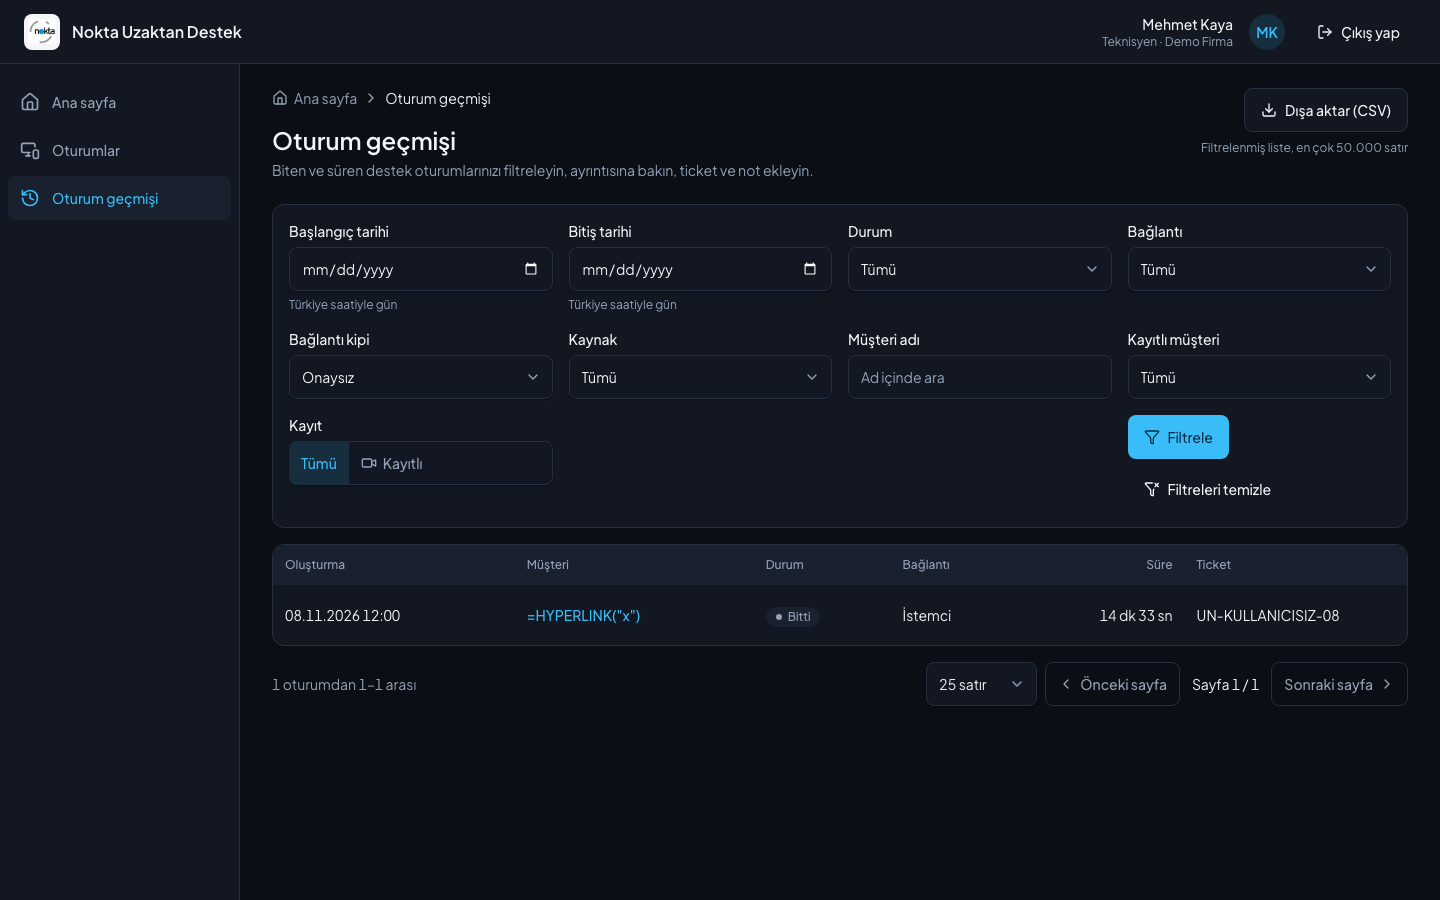 nokta
Nokta Uzaktan Destek
Mehmet Kaya
Teknisyen · Demo Firma
MK
Çıkış yap
Ana sayfa
Oturumlar
Oturum geçmişi
Ana sayfa > Oturum geçmişi
Dışa aktar (CSV)
Filtrelenmiş liste, en çok 50.000 satır
Oturum geçmişi
Biten ve süren destek oturumlarınızı filtreleyin, ayrıntısına bakın, ticket ve not ekleyin.
Başlangıç tarihi
mm/dd/yyyy
Türkiye saatiyle gün
Bitiş tarihi
mm/dd/yyyy
Türkiye saatiyle gün
Durum
Tümü
Bağlantı
Tümü
Bağlantı kipi
Onaysız
Kaynak
Tümü
Müşteri adı
Ad içinde ara
Kayıtlı müşteri
Tümü
Kayıt
Tümü Kayıtlı
Filtrele
Filtreleri temizle
Oluşturma Müşteri Durum Bağlantı Süre Ticket
08.11.2026 12:00 =HYPERLINK("x") Bitti İstemci 14 dk 33 sn UN-KULLANICISIZ-08
1 oturumdan 1–1 arası
25 satır
Önceki sayfa
Sayfa 1 / 1
Sonraki sayfa